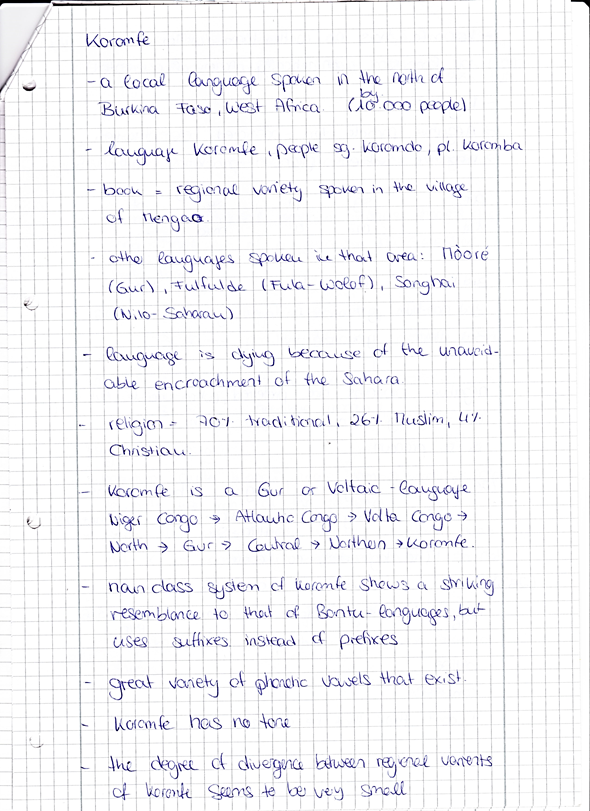 Koromfe
- a local language spoken in the north of
by
Burkina Faso, West Africa (10 000 people)
- language Koromfe, people sg. Koromdo, pl. Koromba
- book = regional variety spoken in the village
of Mengao
- other languages spoken in that area: Mòoré
(Gur), Fulfulde (Fula-Wolof), Songhai
(Nilo-Saharan)
- language is dying because of the unavoid-
able encroachment of the Sahara
- religion = 70% traditional, 26% Muslim, 4%
Christian.
- Koromfe is a Gur or Voltaic-language
Niger Congo → Atlantic Congo → Volta Congo →
North → Gur → Central → Northern → Koromfe.
- noun class system of Koromfe shows a striking
resemblance to that of Bantu-languages, but
uses suffixes instead of prefixes
- great variety of phonetic vowels that exist.
- Koromfe has no tone
- the degree of divergence between regional variants
of Koromfe seems to be very small